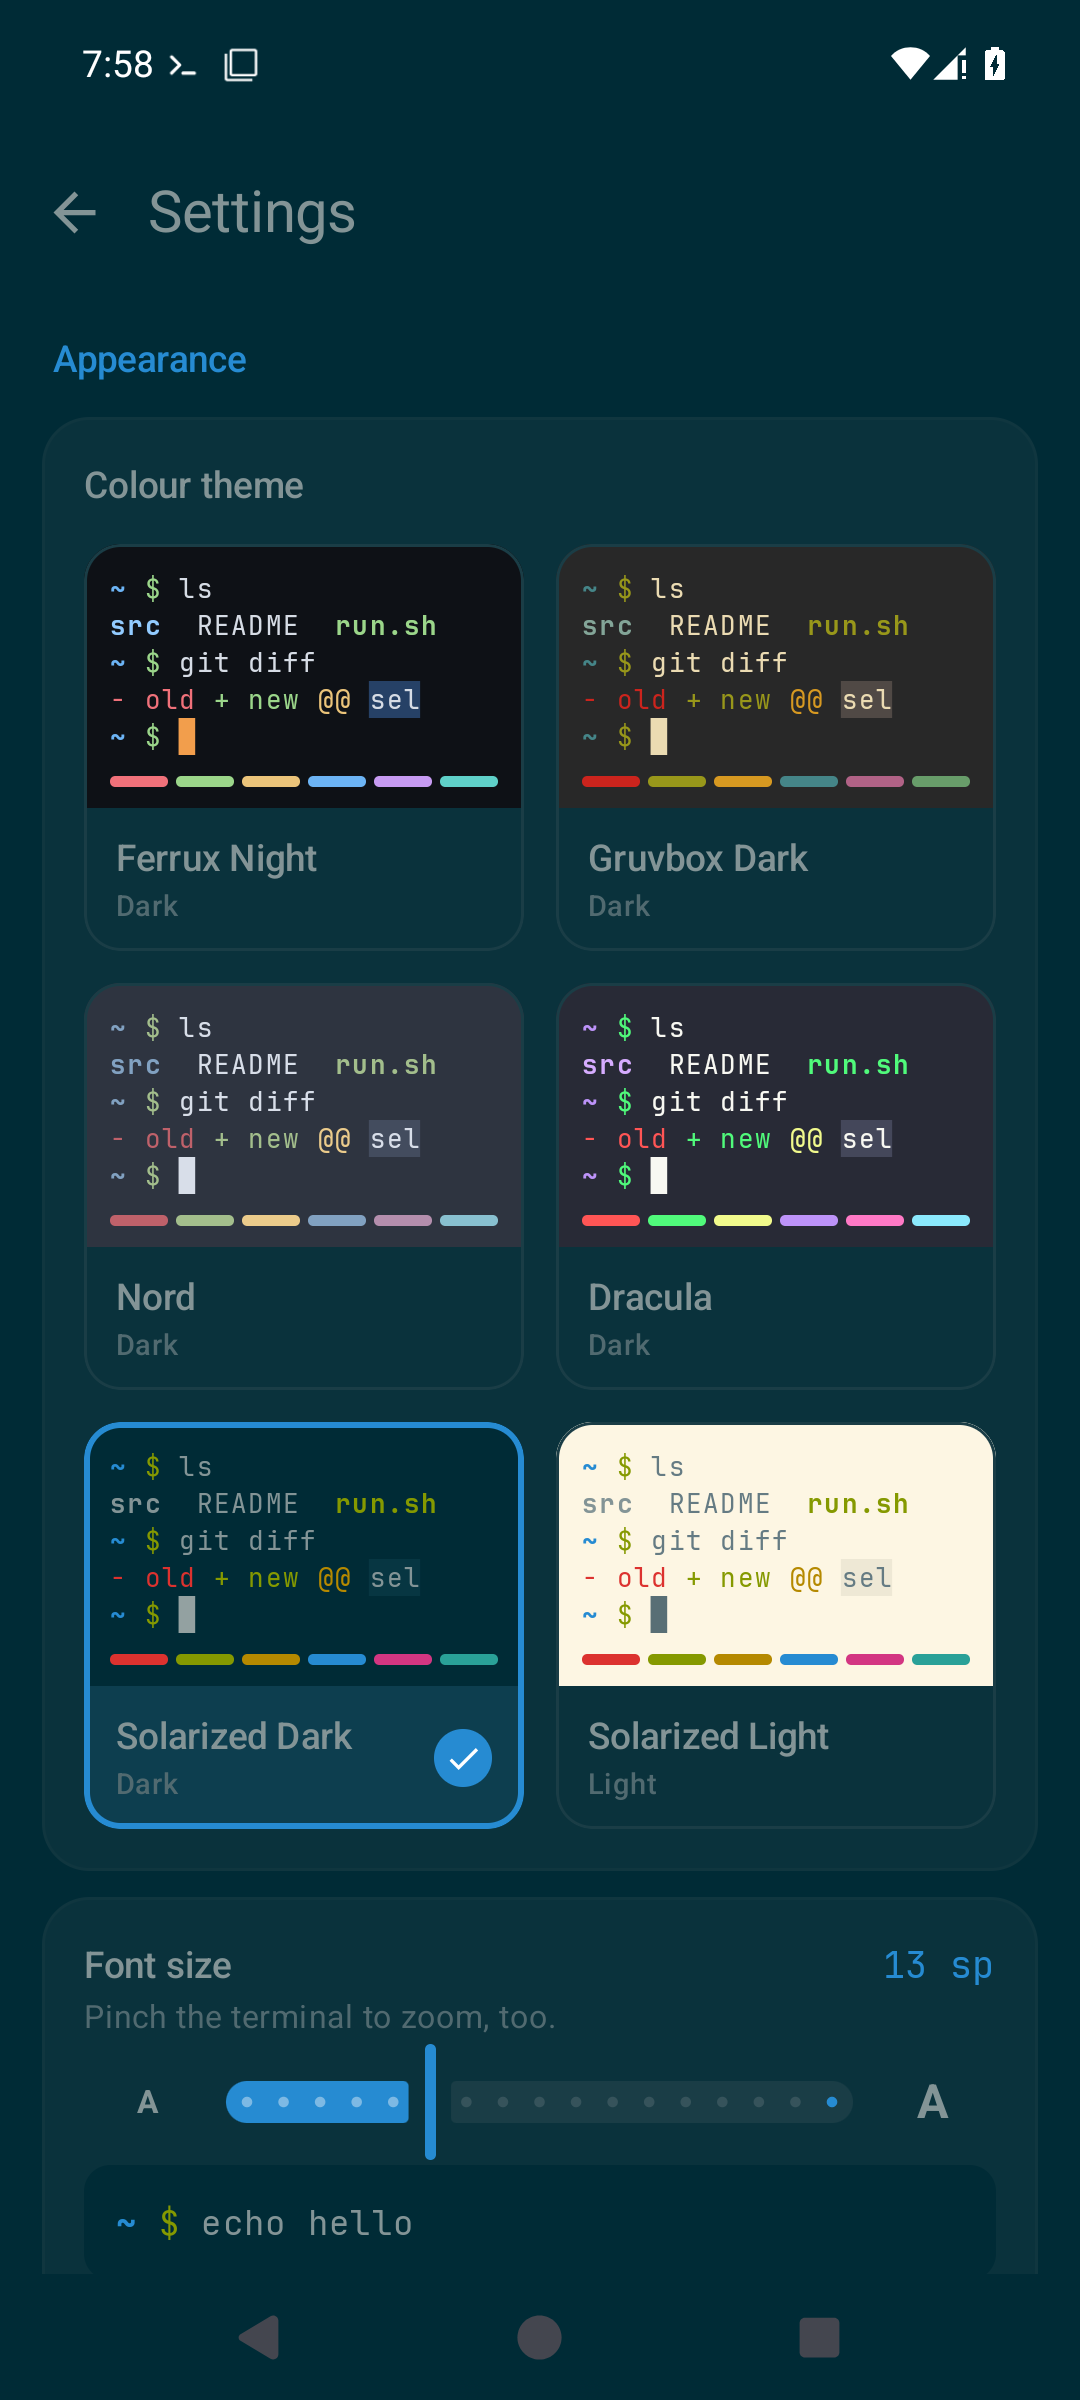 7:58
Settings
Appearance
Colour theme
~ $ ls
src  README  run.sh
~ $ git diff
- old + new @@ sel
~ $
Ferrux Night
Dark
~ $ ls
src  README  run.sh
~ $ git diff
- old + new @@ sel
~ $
Gruvbox Dark
Dark
~ $ ls
src  README  run.sh
~ $ git diff
- old + new @@ sel
~ $
Nord
Dark
~ $ ls
src  README  run.sh
~ $ git diff
- old + new @@ sel
~ $
Dracula
Dark
~ $ ls
src  README  run.sh
~ $ git diff
- old + new @@ sel
~ $
Solarized Dark
Dark
~ $ ls
src  README  run.sh
~ $ git diff
- old + new @@ sel
~ $
Solarized Light
Light
Font size 13 sp
Pinch the terminal to zoom, too.
A A
~ $ echo hello